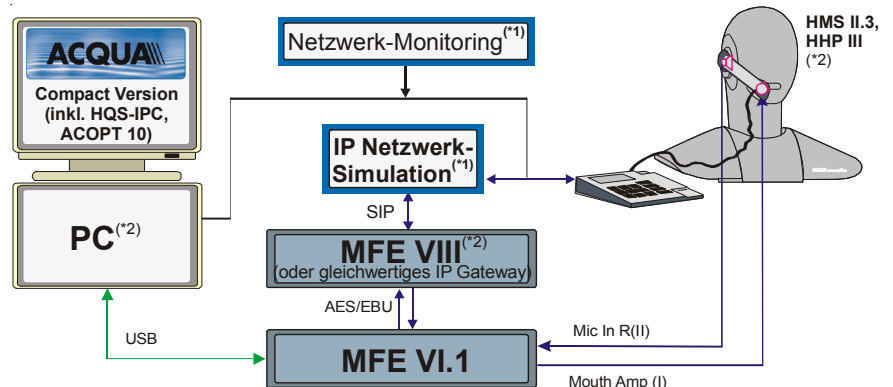 ACQUA
Compact Version
(inkl. HQS-IPC,
ACOPT 10)
PC(*2)
Netzwerk-Monitoring(*1)
IP Netzwerk-
Simulation(*1)
SIP
MFE VIII(*2)
(oder gleichwertiges IP Gateway)
AES/EBU
USB
MFE VI.1
Mic In R(II)
Mouth Amp (I)
HMS II.3,
HHP III
(*2)